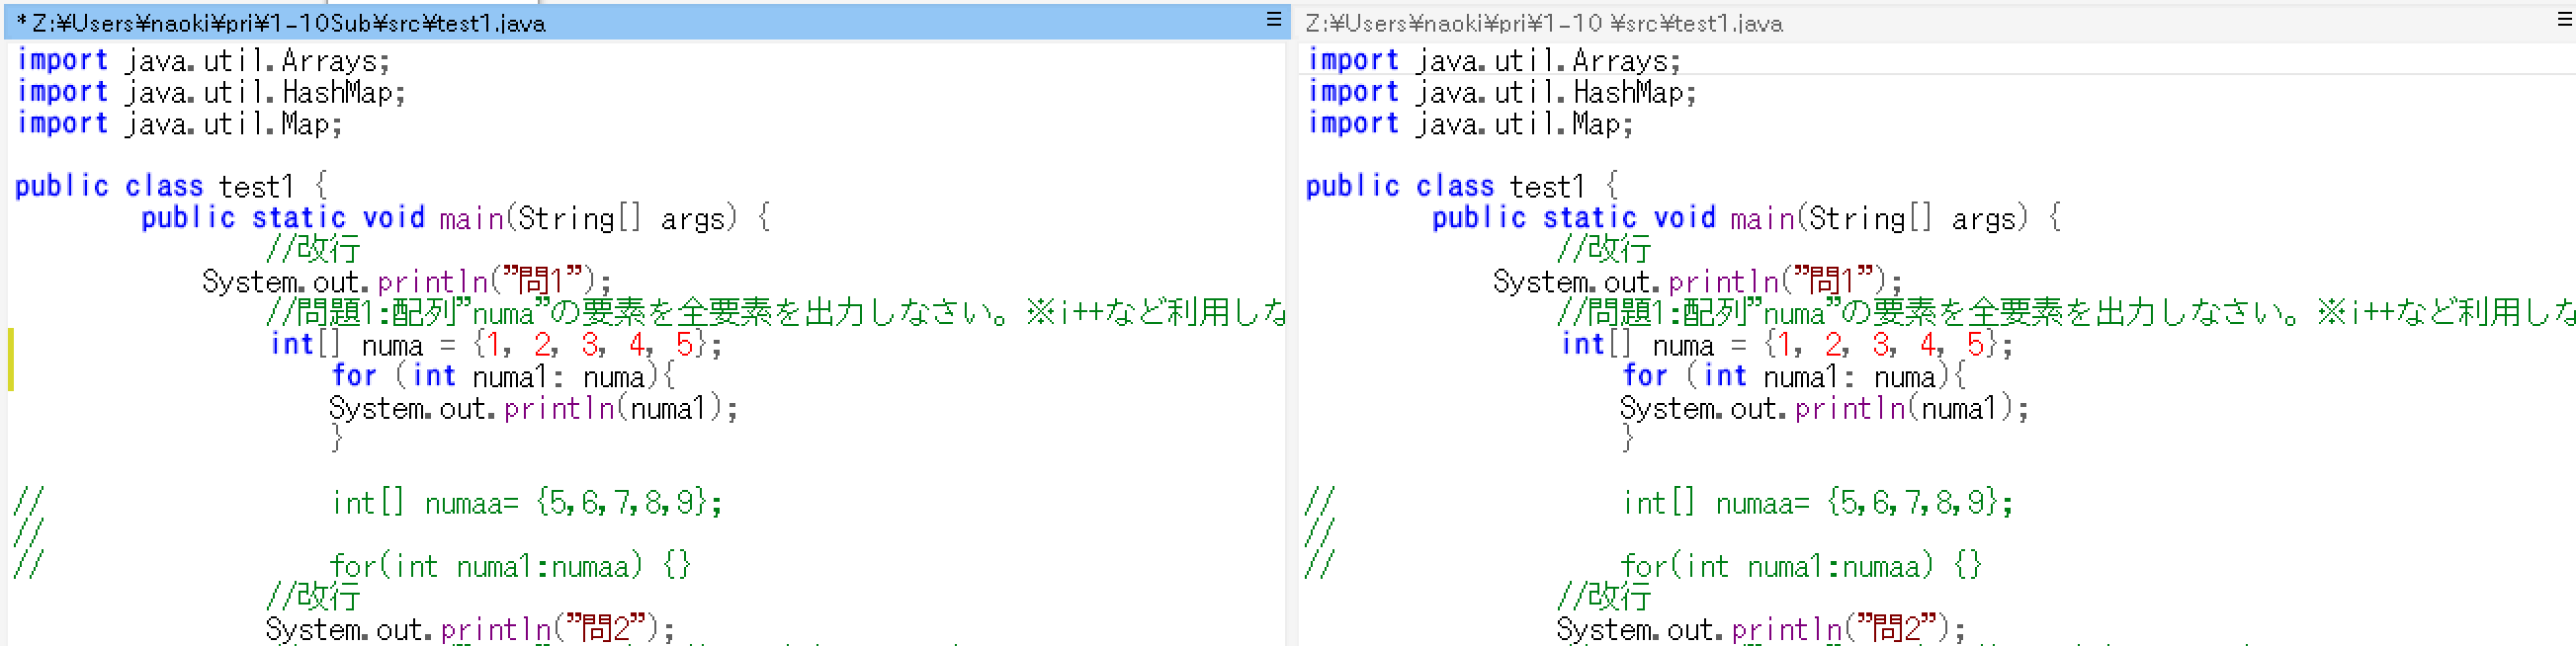 * Z:¥Users¥naoki¥pri¥1-10Sub¥src¥test1.java
import java.util.Arrays;
import java.util.HashMap;
import java.util.Map;
public class test1 {
public static void main(String[] args) {
//改行
System.out.println("問1");
//問題1:配列"numa"の要素を全要素を出力しなさい。※i++など利用しな
int[] numa = {1, 2, 3, 4, 5};
for (int numa1: numa){
System.out.println(numa1);
}
// int[] numaa= {5,6,7,8,9};
//
// for(int numa1:numaa) {}
//改行
System.out.println("問2");
Z:¥Users¥naoki¥pri¥1-10 ¥src¥test1.java
import java.util.Arrays;
import java.util.HashMap;
import java.util.Map;
public class test1 {
public static void main(String[] args) {
//改行
System.out.println("問1");
//問題1:配列"numa"の要素を全要素を出力しなさい。※i++など利用しな
int[] numa = {1, 2, 3, 4, 5};
for (int numa1: numa){
System.out.println(numa1);
}
// int[] numaa= {5,6,7,8,9};
//
// for(int numa1:numaa) {}
//改行
System.out.println("問2");